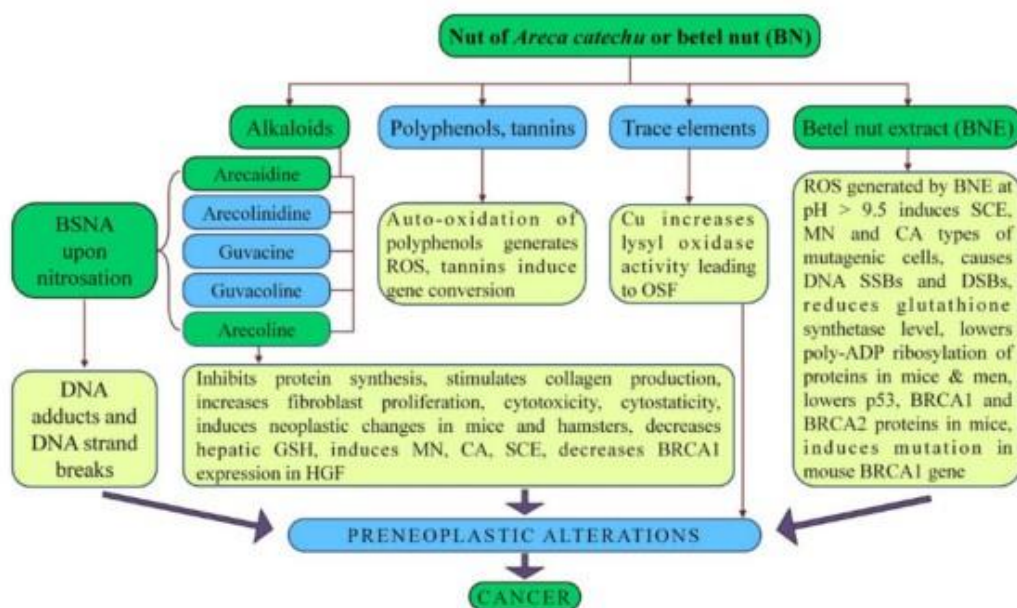 Nut of Areca catechu or betel nut (BN)
Alkaloids
Polyphenols, tannins
Trace elements
Betel nut extract (BNE)
Arecaidine
Arecolinidine
Guvacine
Guvacoline
Arecoline
BSNA
upon
nitrosation
Auto-oxidation of
polyphenols generates
ROS, tannins induce
gene conversion
Cu increases
lysyl oxidase
activity leading
to OSF
ROS generated by BNE at
pH > 9.5 induces SCE,
MN and CA types of
mutagenic cells, causes
DNA SSBs and DSBs,
reduces glutathione
synthetase level, lowers
poly-ADP ribosylation of
proteins in mice & men,
lowers p53, BRCA1 and
BRCA2 proteins in mice,
induces mutation in
mouse BRCA1 gene
DNA
adducts and
DNA strand
breaks
Inhibits protein synthesis, stimulates collagen production,
increases fibroblast proliferation, cytotoxicity, cytostaticity,
induces neoplastic changes in mice and hamsters, decreases
hepatic GSH, induces MN, CA, SCE, decreases BRCA1
expression in HGF
PRENEOPLASTIC ALTERATIONS
CANCER